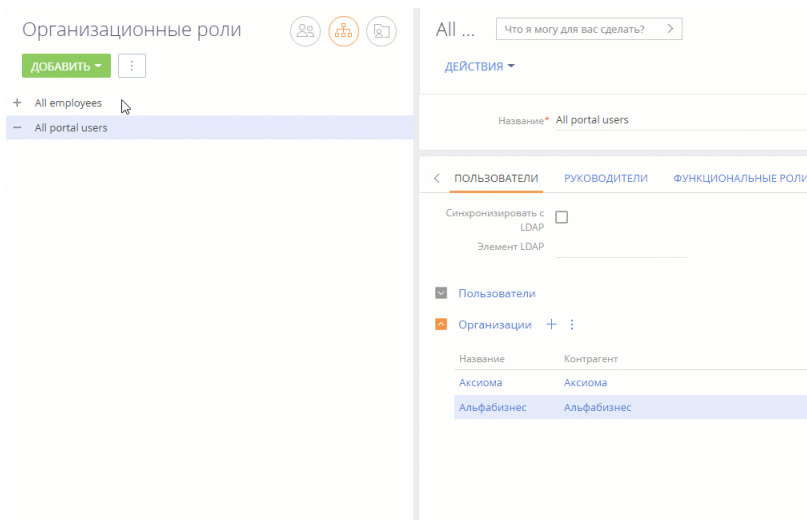 Организационные роли
ДОБАВИТЬ
All employees
All portal users
All ...
Что я могу для вас сделать?
ДЕЙСТВИЯ
Название* All portal users
ПОЛЬЗОВАТЕЛИ РУКОВОДИТЕЛИ ФУНКЦИОНАЛЬНЫЕ РОЛИ
Синхронизировать с
LDAP
Элемент LDAP
Пользователи
Организации
Название Контрагент
Аксиома Аксиома
Альфабизнес Альфабизнес